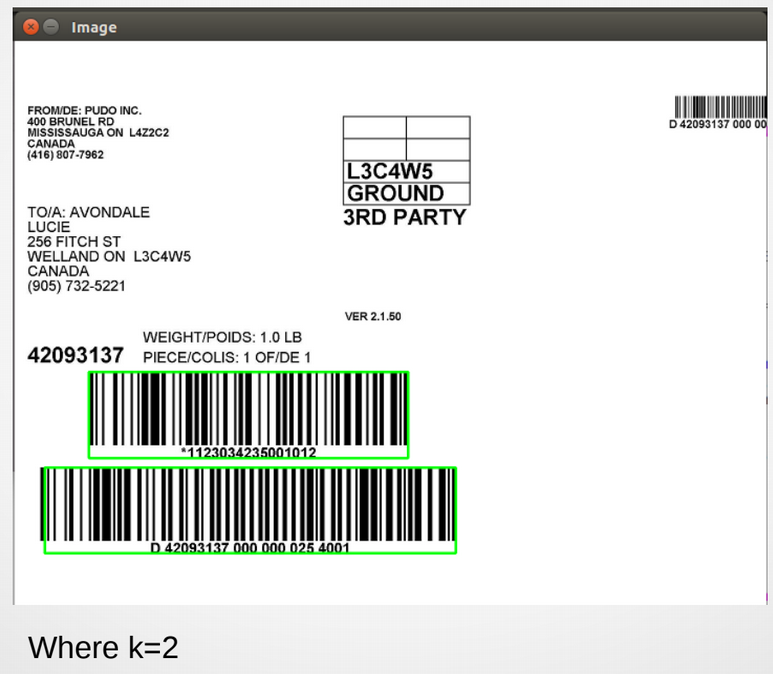 Image
FROM/DE: PUDO INC.
400 BRUNEL RD
MISSISSAUGA ON L4Z2C2
CANADA
(416) 807-7962
D 42093137 000 00
L3C4W5
GROUND
3RD PARTY
TO/A: AVONDALE
LUCIE
256 FITCH ST
WELLAND ON L3C4W5
CANADA
(905) 732-5221
VER 2.1.50
WEIGHT/POIDS: 1.0 LB
42093137 PIECE/COLIS: 1 OF/DE 1
*1123034235001012
D 42093137 000 000 025 4001
Where k=2